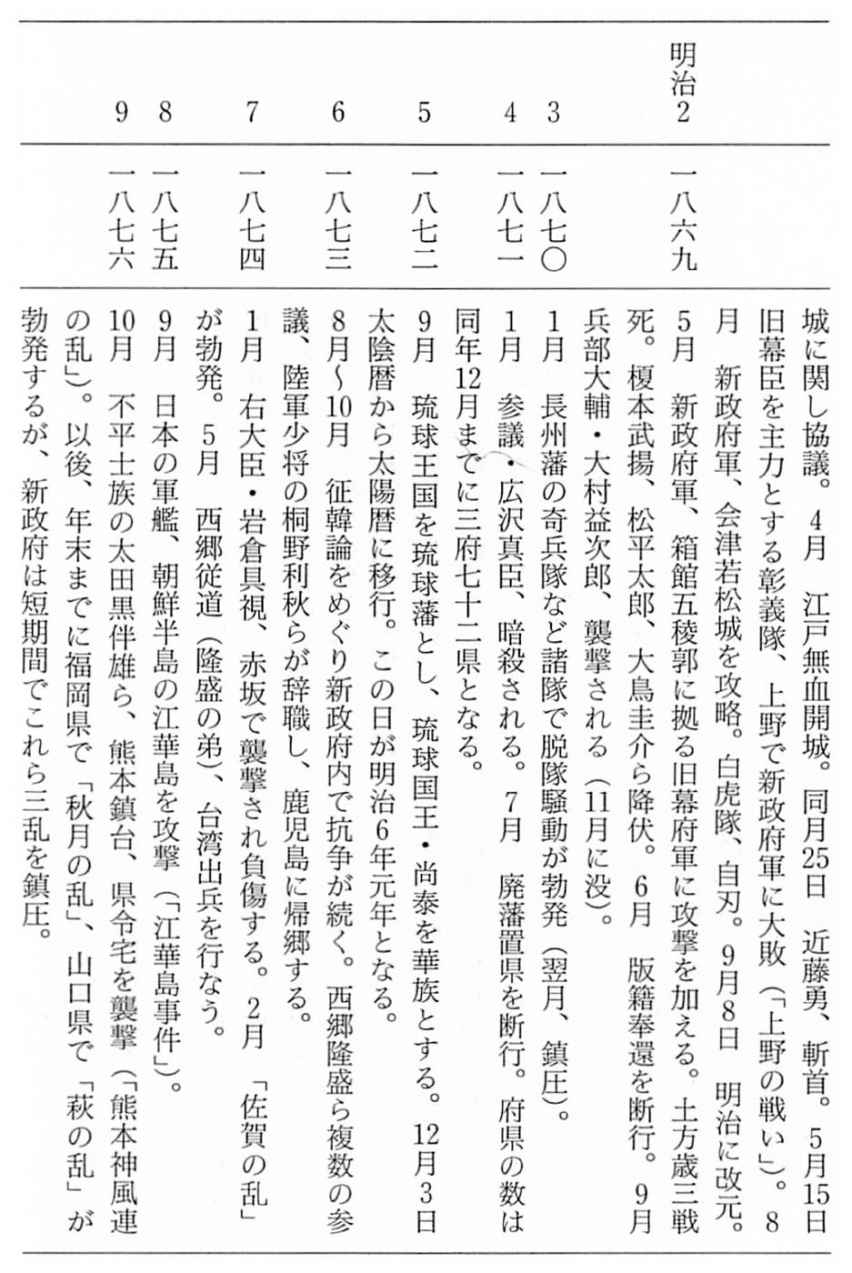 城に関し協議。4月　江戸無血開城。同月25日　近藤勇、斬首。5月15日
旧幕臣を主力とする彰義隊、上野で新政府軍に大敗（「上野の戦い」）。8
月　新政府軍、会津若松城を攻略。白虎隊、自刃。9月8日　明治に改元。
明治2　一八六九　5月　新政府軍、箱館五稜郭に拠る旧幕府軍に攻撃を加える。土方歳三戦
死。榎本武揚、松平太郎、大鳥圭介ら降伏。6月　版籍奉還を断行。9月
兵部大輔・大村益次郎、襲撃される（11月に没）。
3　一八七〇　1月　長州藩の奇兵隊など諸隊で脱隊騒動が勃発（翌月、鎮圧）。
4　一八七一　1月　参議・広沢真臣、暗殺される。7月　廃藩置県を断行。府県の数は
同年12月までに三府七十二県となる。
5　一八七二　9月　琉球王国を琉球藩とし、琉球国王・尚泰を華族とする。12月3日
太陰暦から太陽暦に移行。この日が明治6年元年となる。
6　一八七三　8月〜10月　征韓論をめぐり新政府内で抗争が続く。西郷隆盛ら複数の参
議、陸軍少将の桐野利秋らが辞職し、鹿児島に帰郷する。
7　一八七四　1月　右大臣・岩倉具視、赤坂で襲撃され負傷する。2月　「佐賀の乱」
が勃発。5月　西郷従道（隆盛の弟）、台湾出兵を行なう。
8　一八七五　9月　日本の軍艦、朝鮮半島の江華島を攻撃（「江華島事件」）。
9　一八七六　10月　不平士族の太田黒伴雄ら、熊本鎮台、県令宅を襲撃（「熊本神風連
の乱」）。以後、年末までに福岡県で「秋月の乱」、山口県で「萩の乱」が
勃発するが、新政府は短期間でこれら三乱を鎮圧。